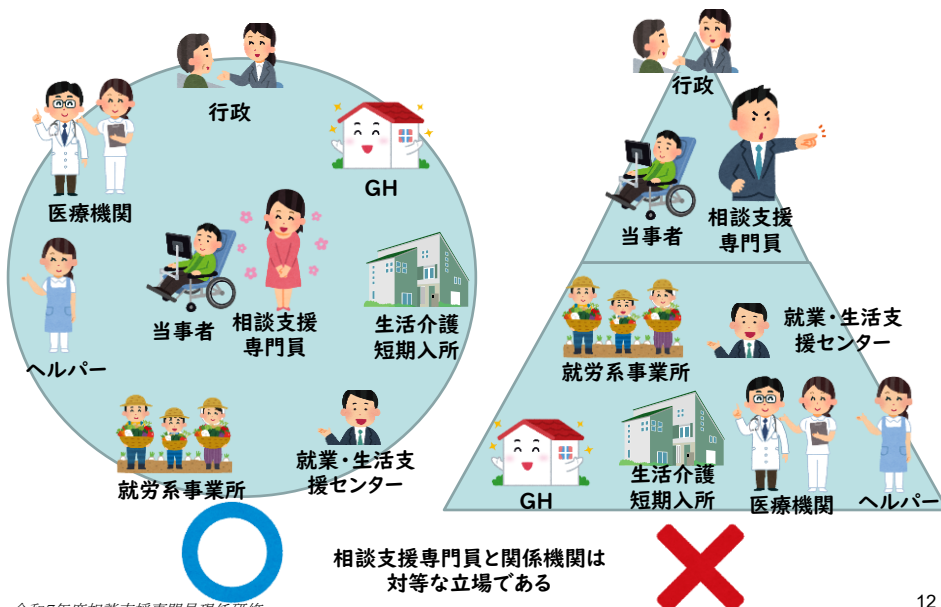 行政
医療機関
GH
当事者
相談支援
専門員
生活介護
短期入所
ヘルパー
就労系事業所
就業・生活支
援センター
行政
当事者
相談支援
専門員
就労系事業所
就業・生活支
援センター
GH
生活介護
短期入所
医療機関
ヘルパー
相談支援専門員と関係機関は
対等な立場である
12